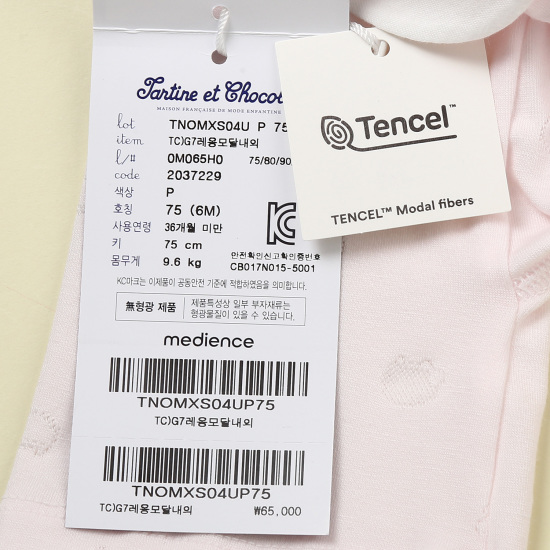 Tartine et Chocol
MAISON FRANÇAISE DE MODE ENFANTINE
lot TNOMXS04U P 75
item TC)G7레옹모달내의
l/# 0M065H0 75/80/90
code 2037229
색상 P
호칭 75 (6M)
사용연령 36개월 미만
키 75 cm
몸무게 9.6 kg
안전확인신고확인증번호
CB017N015-5001
KC마크는 이제품이 공동안전 기준에 적합하였음을 의미합니다.
無형광 제품
제품특성상 일부 부자재류는
형광물질이 있을 수 있습니다.
medience
TNOMXS04UP75
TC)G7레옹모달내의
TNOMXS04UP75
TC)G7레옹모달내의 ₩65,000
Tencel™
TENCEL™ Modal fibers